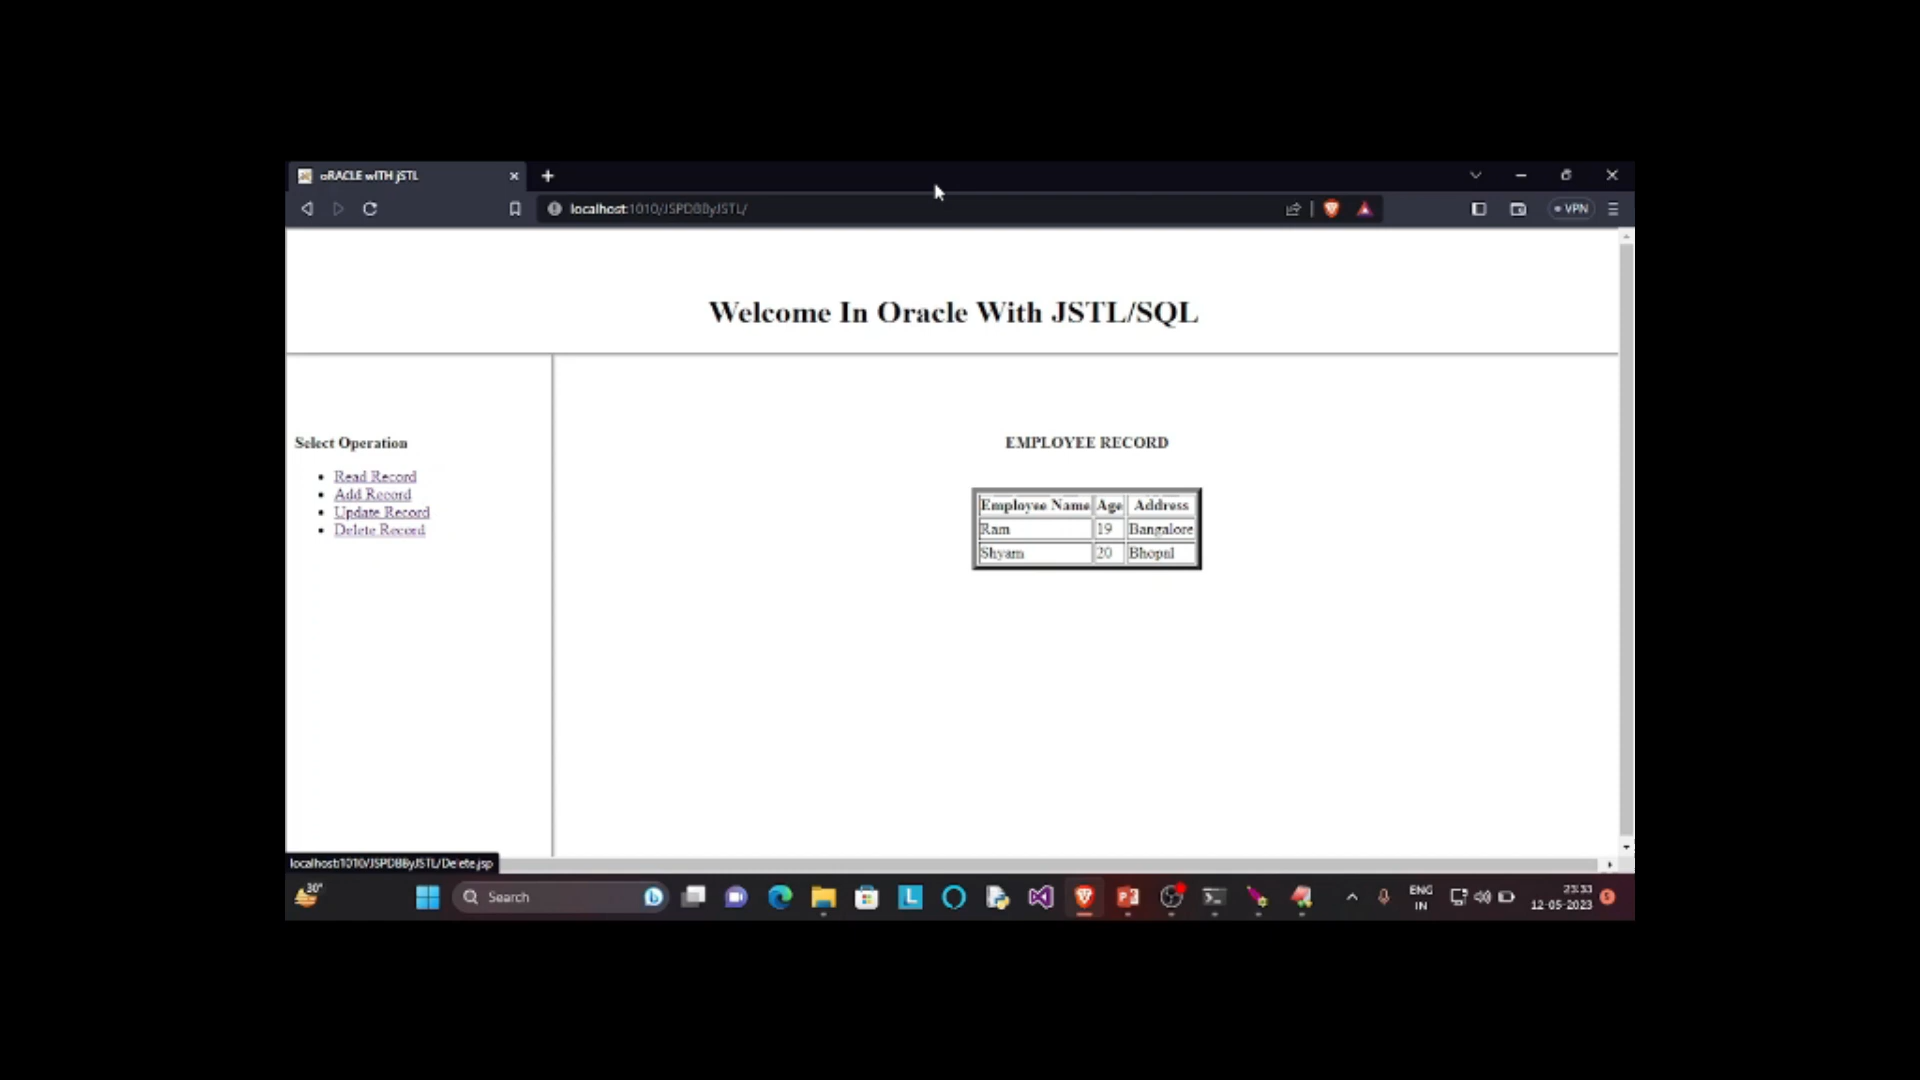 oRACLE wITH jSTL
localhost:1010/JSPDBByJSTL/
VPN
Welcome In Oracle With JSTL/SQL
Select Operation
Read Record
Add Record
Update Record
Delete Record
EMPLOYEE RECORD
Employee Name Age Address
Ram 19 Bangalore
Shyam 20 Bhopal
localhost:1010/JSPDBByJSTL/Delete.jsp
30°
Search
ENG
IN
23:33
12-05-2023